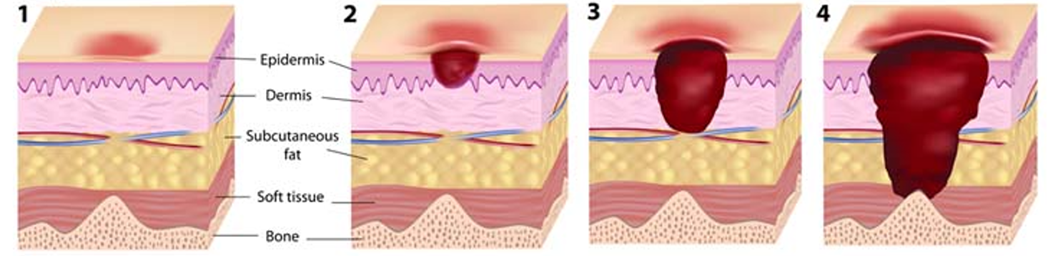 1 2 3 4
Epidermis
Dermis
Subcutaneous
fat
Soft tissue
Bone